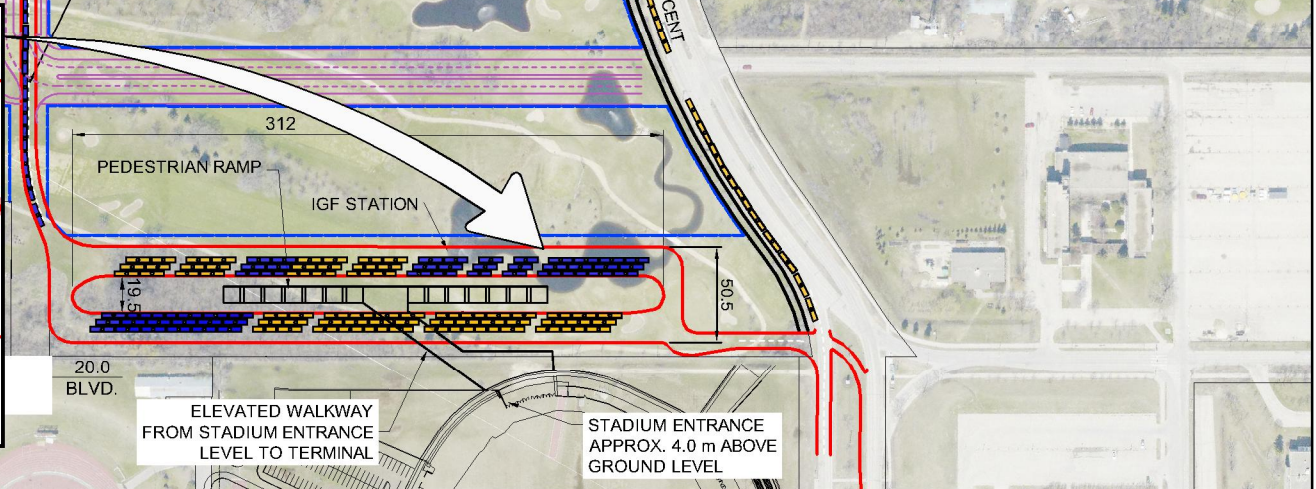 CENT
312
PEDESTRIAN RAMP
IGF STATION
19.5
50.5
20.0
BLVD.
ELEVATED WALKWAY
FROM STADIUM ENTRANCE
LEVEL TO TERMINAL
STADIUM ENTRANCE
APPROX. 4.0 m ABOVE
GROUND LEVEL